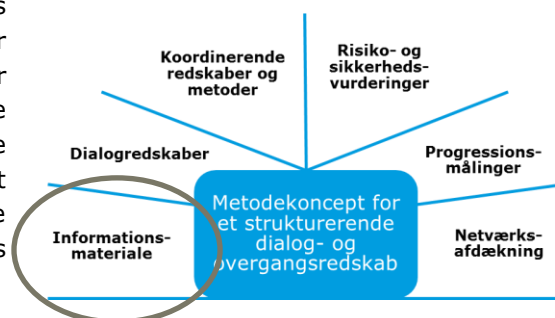 s
r
r
e
e
t
e
s
Koordinerende
redskaber og
metoder
Risiko- og
sikkerheds-
vurderinger
Dialogredskaber
Progressions-
målinger
Informations-
materiale
Metodekoncept for
et strukturerende
dialog- og
overgangsredskab
Netværks-
afdækning